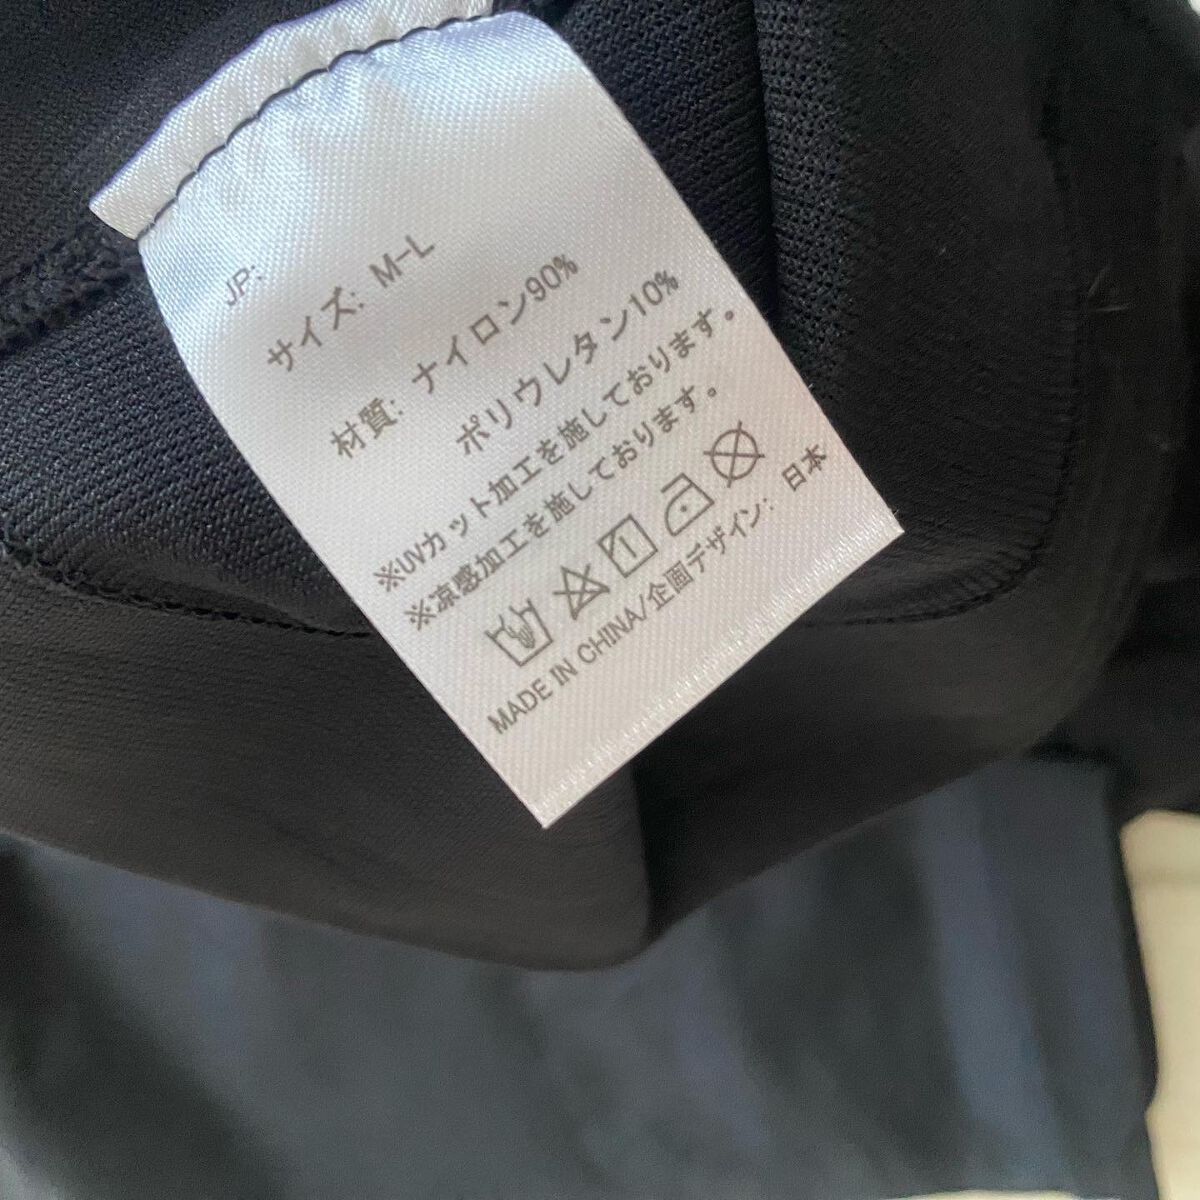 JP:
サイズ: M-L
材質: ナイロン90%
ポリウレタン10%
※UVカット加工を施しております。
※凉感加工を施しております。
1
MADE IN CHINA/企画デザイン: 日本